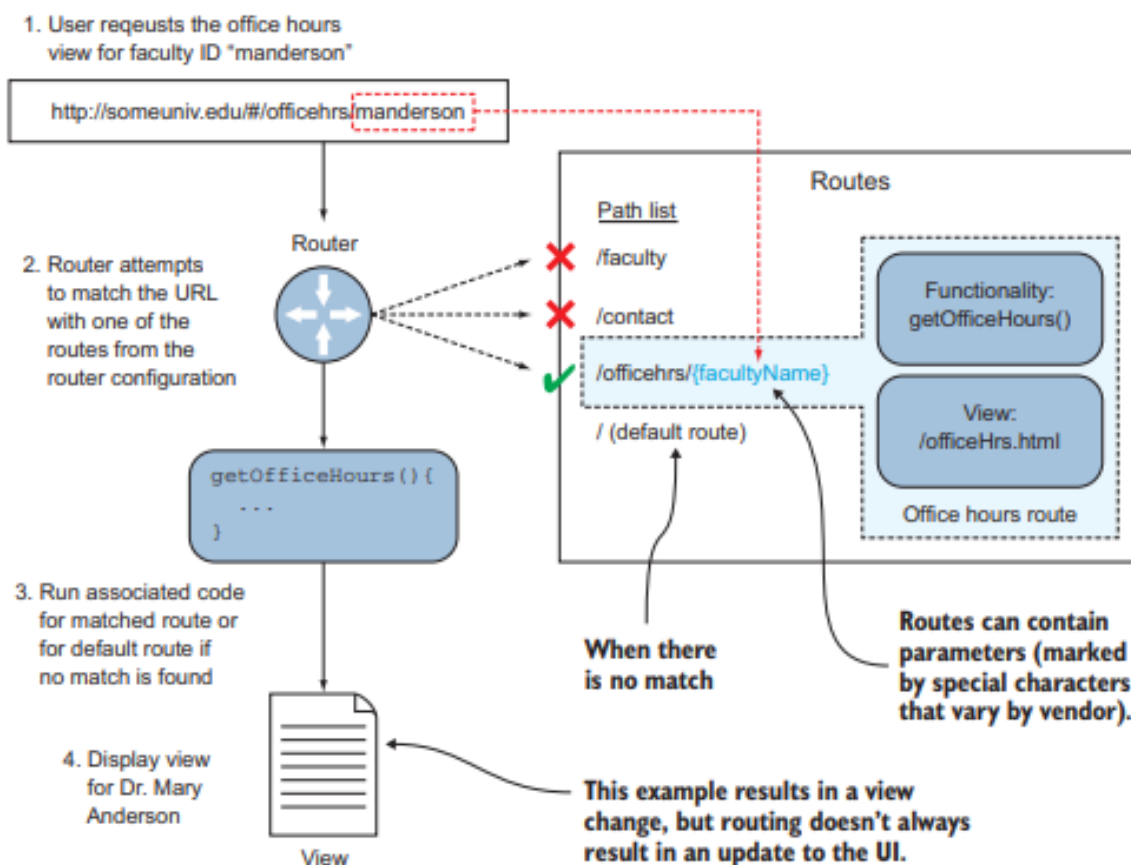 1. User reqeusts the office hours
view for faculty ID “manderson”
http://someuniv.edu/#/officehrs/manderson
Router
2. Router attempts
to match the URL
with one of the
routes from the
router configuration
Routes
Path list
/faculty
/contact
/officehrs/{facultyName}
/ (default route)
Functionality:
getOfficeHours()
View:
/officeHrs.html
Office hours route
getOfficeHours(){
...
}
3. Run associated code
for matched route or
for default route if
no match is found
When there
is no match
Routes can contain
parameters (marked
by special characters
that vary by vendor).
4. Display view
for Dr. Mary
Anderson
View
This example results in a view
change, but routing doesn’t always
result in an update to the UI.